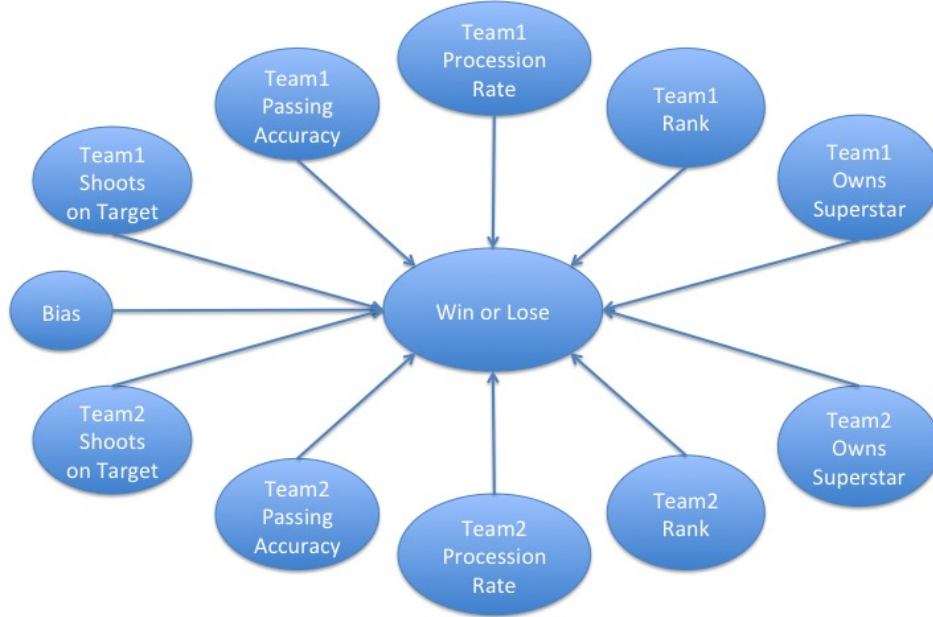 Team1
Procession
Rate
Team1
Passing
Accuracy
Team1
Rank
Team1
Shoots
on Target
Team1
Owns
Superstar
Bias
Win or Lose
Team2
Shoots
on Target
Team2
Owns
Superstar
Team2
Passing
Accuracy
Team2
Rank
Team2
Procession
Rate